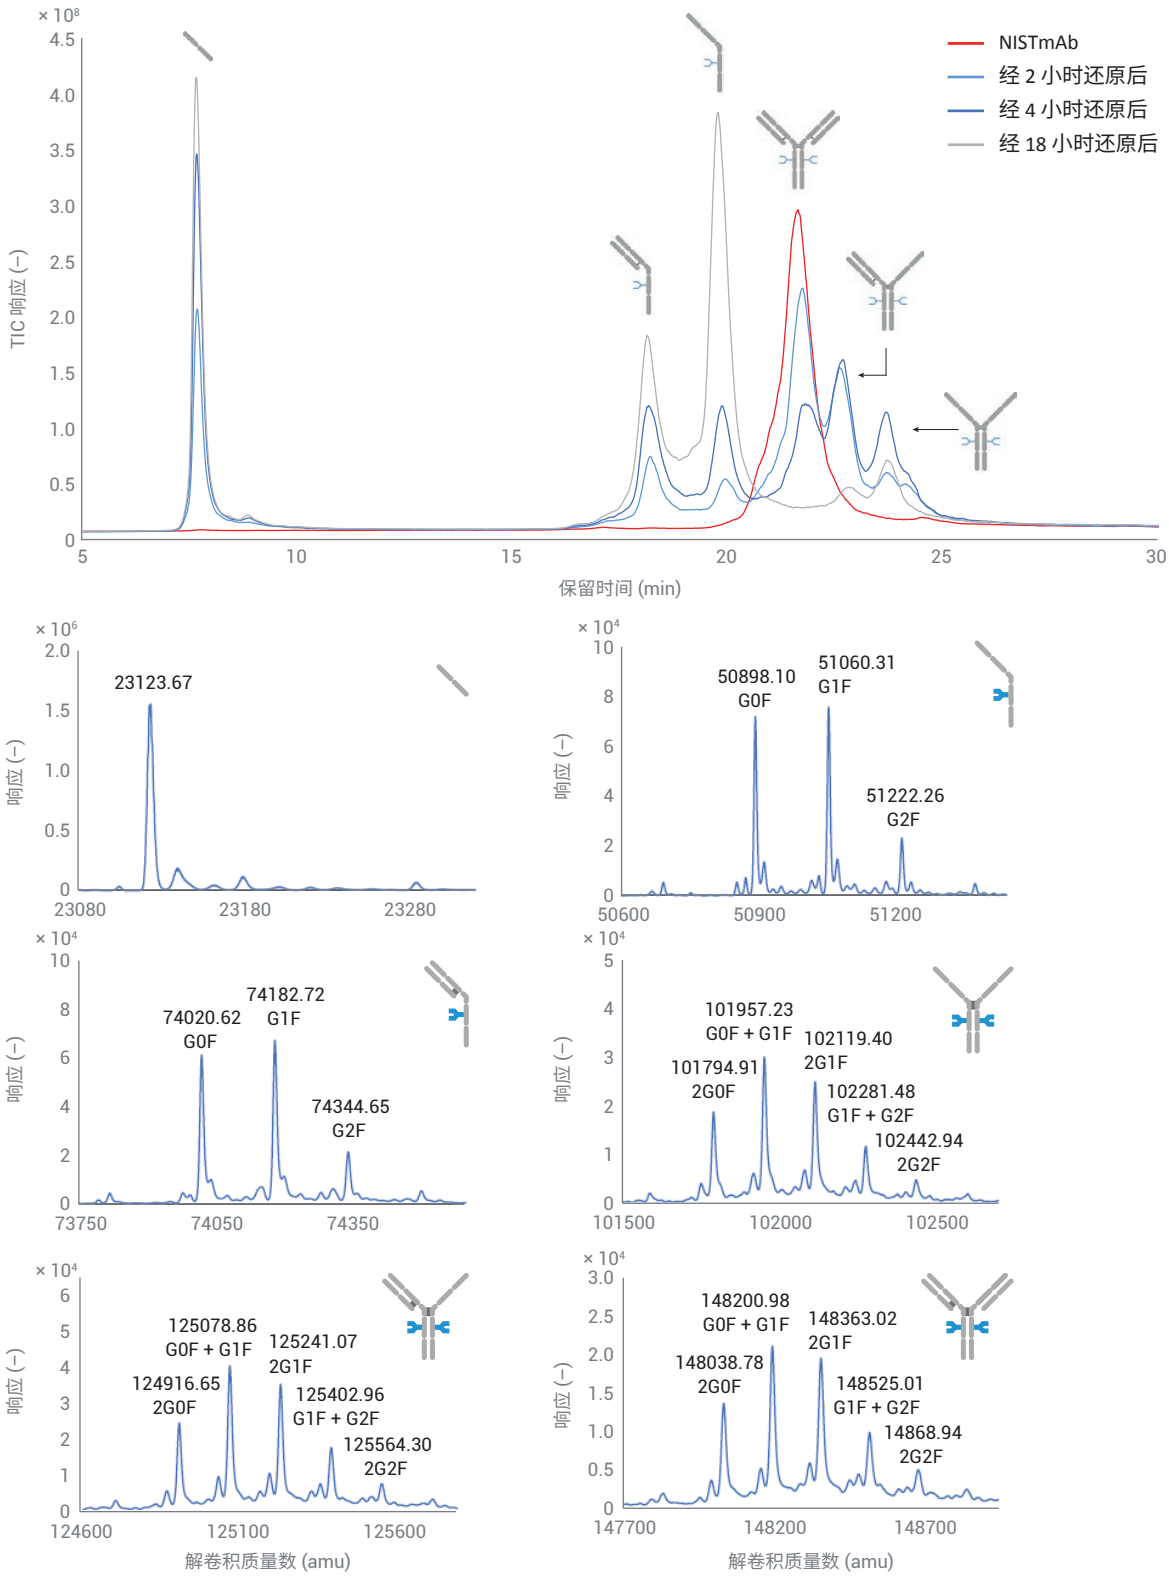 × 10⁸
4.5
4.0
3.5
3.0
2.5
2.0
1.5
1.0
0.5
0
TIC 响应 (–)
5
10
15
20
25
30
保留时间 (min)
NISTmAb
经 2 小时还原后
经 4 小时还原后
经 18 小时还原后
× 10⁶
2.0
1.5
1.0
0.5
0
响应 (–)
23123.67
23080
23180
23280
× 10⁴
10
8
6
4
2
0
响应 (–)
50898.10
G0F
51060.31
G1F
51222.26
G2F
50600
50900
51200
× 10⁴
10
8
6
4
2
0
响应 (–)
74020.62
G0F
74182.72
G1F
74344.65
G2F
73750
74050
74350
× 10⁴
5
4
3
2
1
0
响应 (–)
101957.23
G0F + G1F
101794.91
2G0F
102119.40
2G1F
102281.48
G1F + G2F
102442.94
2G2F
101500
102000
102500
× 10⁴
6
5
4
3
2
1
0
响应 (–)
125078.86
G0F + G1F
124916.65
2G0F
125241.07
2G1F
125402.96
G1F + G2F
125564.30
2G2F
124600
125100
125600
解卷积质量数 (amu)
× 10⁴
3.0
2.5
2.0
1.5
1.0
0.5
0
响应 (–)
148200.98
G0F + G1F
148038.78
2G0F
148363.02
2G1F
148525.01
G1F + G2F
14868.94
2G2F
147700
148200
148700
解卷积质量数 (amu)